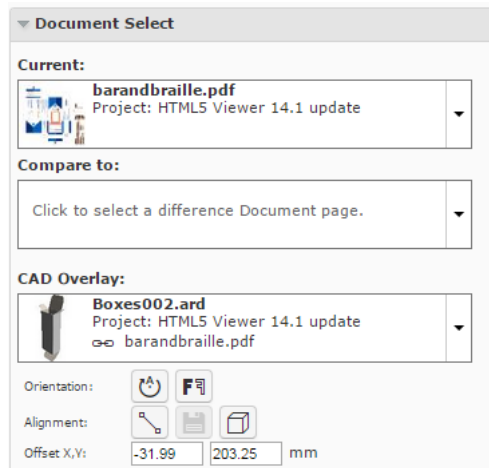 Document Select
Current:
barandbraille.pdf
Project: HTML5 Viewer 14.1 update
Compare to:
Click to select a difference Document page.
CAD Overlay:
Boxes002.ard
Project: HTML5 Viewer 14.1 update
barandbraille.pdf
Orientation:
Alignment:
Offset X,Y: -31.99 203.25 mm